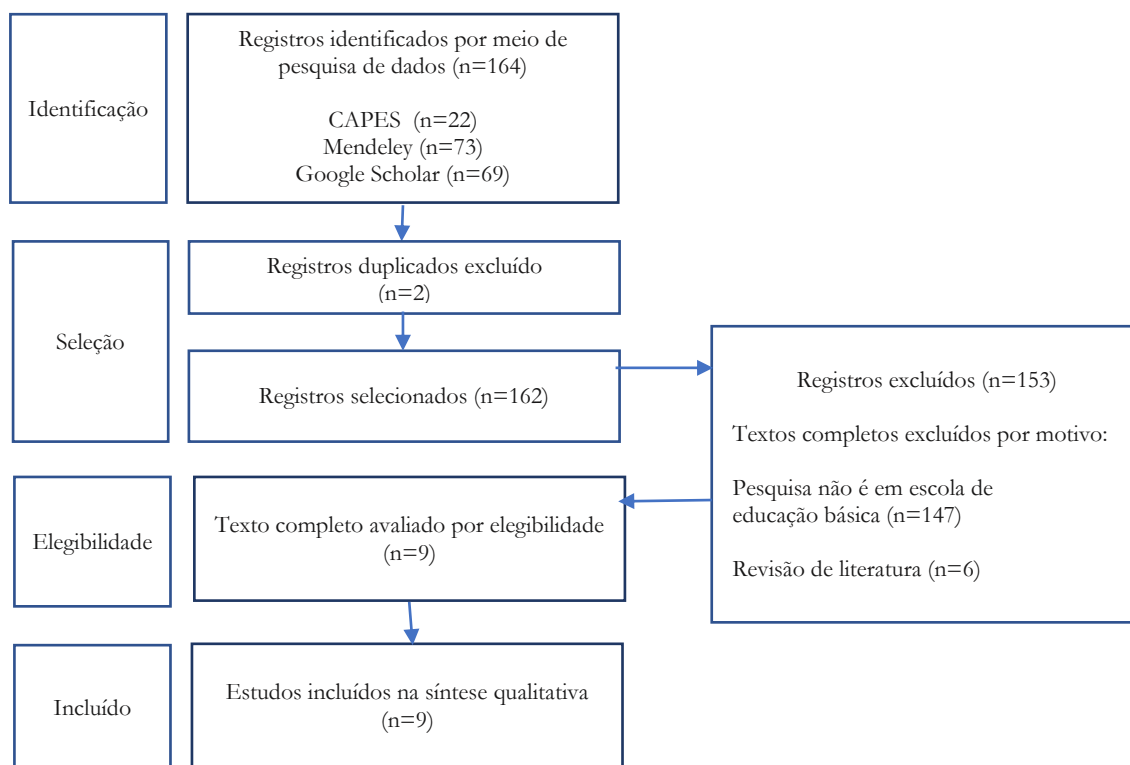 Identificação
Registros identificados por meio de
pesquisa de dados (n=164)
CAPES (n=22)
Mendeley (n=73)
Google Scholar (n=69)
Seleção
Registros duplicados excluído
(n=2)
Registros selecionados (n=162)
Registros excluídos (n=153)
Textos completos excluídos por motivo:
Pesquisa não é em escola de
educação básica (n=147)
Revisão de literatura (n=6)
Elegibilidade
Texto completo avaliado por elegibilidade
(n=9)
Incluído
Estudos incluídos na síntese qualitativa
(n=9)